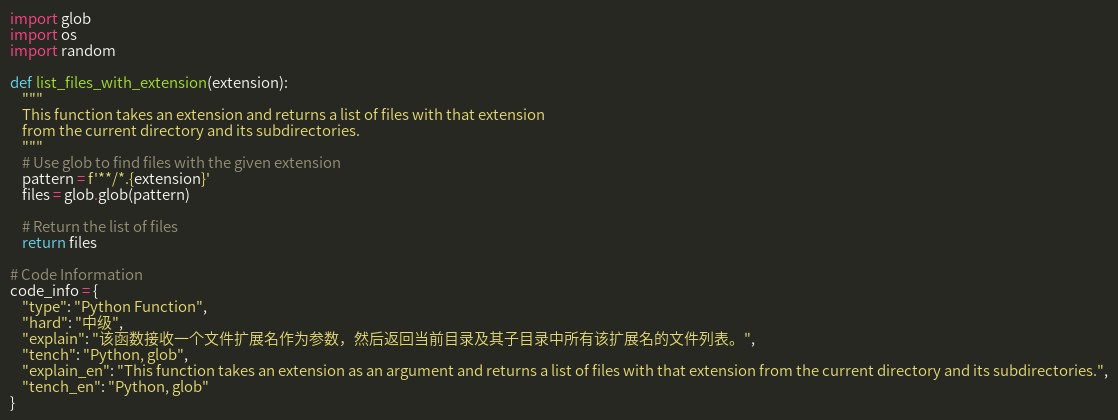 import glob
import os
import random

def list_files_with_extension(extension):
    """
    This function takes an extension and returns a list of files with that extension
    from the current directory and its subdirectories.
    """
    # Use glob to find files with the given extension
    pattern = f'**/*.{extension}'
    files = glob.glob(pattern)

    # Return the list of files
    return files

# Code Information
code_info = {
    "type": "Python Function",
    "hard": "中级",
    "explain": "该函数接收一个文件扩展名作为参数，然后返回当前目录及其子目录中所有该扩展名的文件列表。",
    "tench": "Python, glob",
    "explain_en": "This function takes an extension as an argument and returns a list of files with that extension from the current directory and its subdirectories.",
    "tench_en": "Python, glob"
}